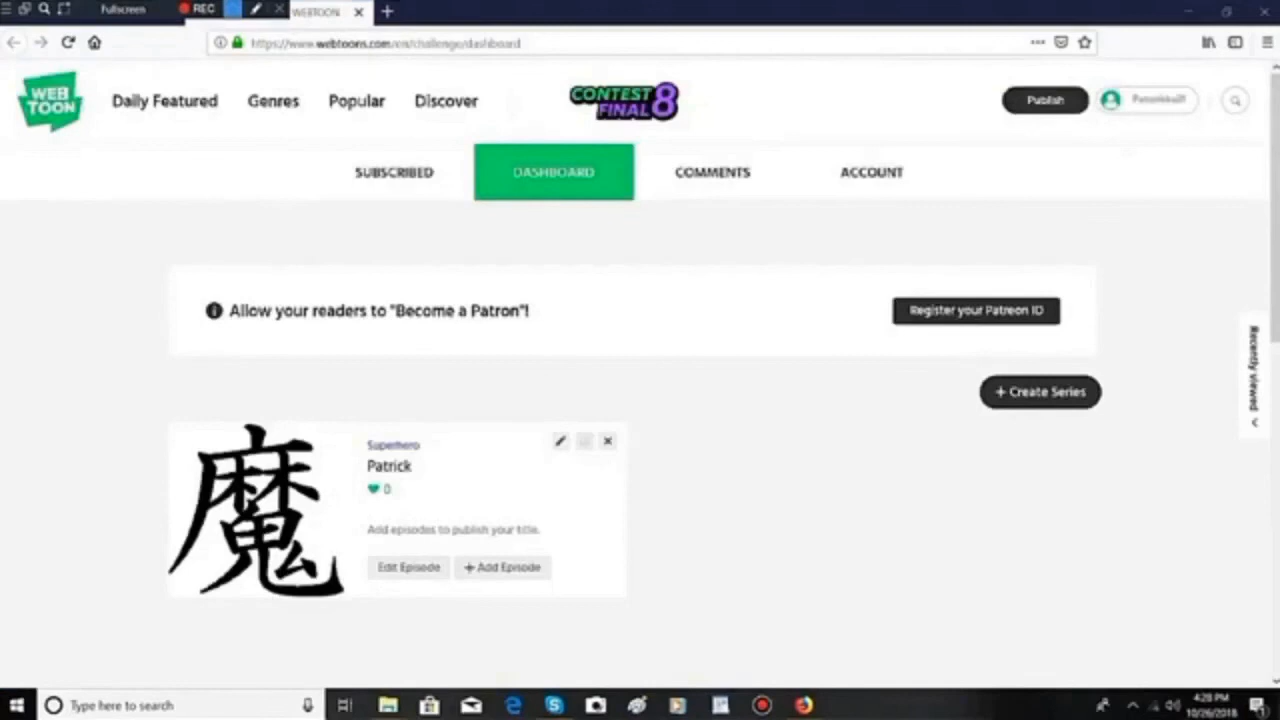 Fullscreen
REC
WEBTOON
https://www.webtoons.com/en/challenge/dashboard
WEB
TOON
Daily Featured
Genres
Popular
Discover
CONTEST
FINAL 8
Publish
SUBSCRIBED
DASHBOARD
COMMENTS
ACCOUNT
Allow your readers to "Become a Patron"!
Register your Patreon ID
Recently viewed
+ Create Series
魔
Superhero
Patrick
0
Add episodes to publish your title.
Edit Episode
+ Add Episode
Type here to search
4:28 PM
10/26/2018